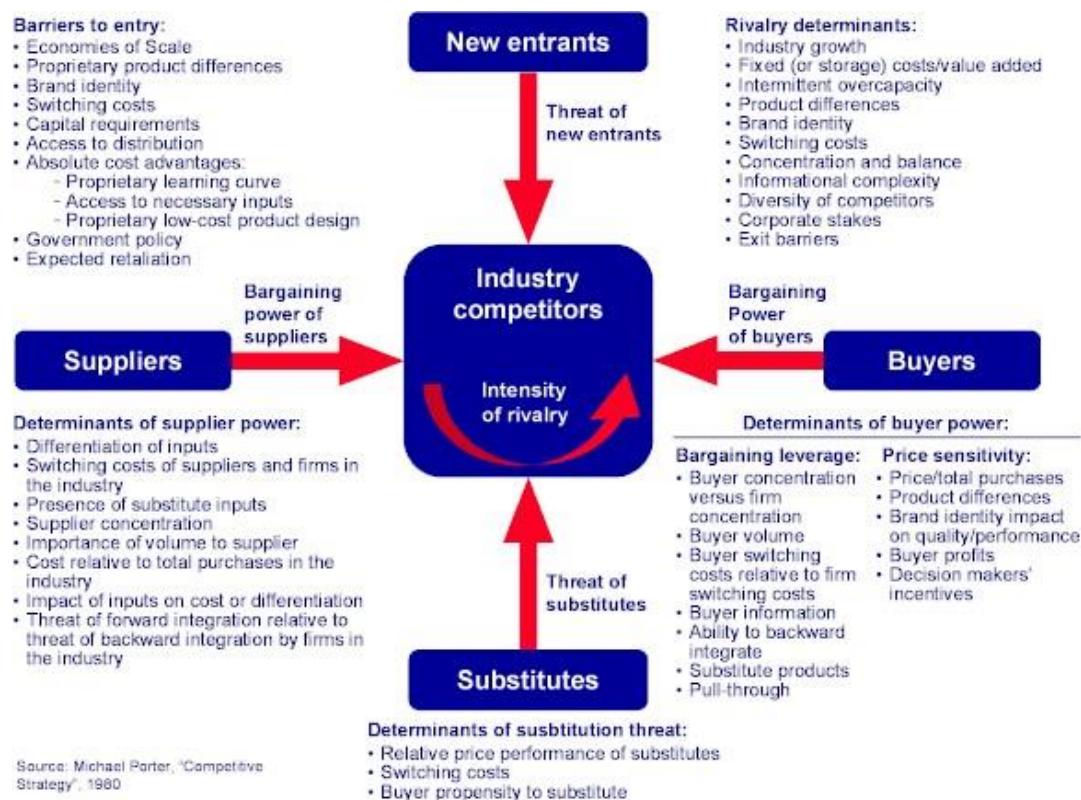 Barriers to entry:
• Economies of Scale
• Proprietary product differences
• Brand identity
• Switching costs
• Capital requirements
• Access to distribution
• Absolute cost advantages:
- Proprietary learning curve
- Access to necessary inputs
- Proprietary low-cost product design
• Government policy
• Expected retaliation
New entrants
Threat of
new entrants
Rivalry determinants:
• Industry growth
• Fixed (or storage) costs/value added
• Intermittent overcapacity
• Product differences
• Brand identity
• Switching costs
• Concentration and balance
• Informational complexity
• Diversity of competitors
• Corporate stakes
• Exit barriers
Bargaining
power of
suppliers
Suppliers
Industry
competitors
Intensity
of rivalry
Bargaining
Power
of buyers
Buyers
Determinants of supplier power:
• Differentiation of inputs
• Switching costs of suppliers and firms in
the industry
• Presence of substitute inputs
• Supplier concentration
• Importance of volume to supplier
• Cost relative to total purchases in the
industry
• Impact of inputs on cost or differentiation
• Threat of forward integration relative to
threat of backward integration by firms in
the industry
Threat of
substitutes
Substitutes
Determinants of buyer power:
Bargaining leverage:
• Buyer concentration
versus firm
concentration
• Buyer volume
• Buyer switching
costs relative to firm
switching costs
• Buyer information
• Ability to backward
integrate
• Substitute products
• Pull-through
Price sensitivity:
• Price/total purchases
• Product differences
• Brand identity impact
on quality/performance
• Buyer profits
• Decision makers'
incentives
Determinants of susbtitution threat:
• Relative price performance of substitutes
• Switching costs
• Buyer propensity to substitute
Source: Michael Porter, "Competitive
Strategy", 1980